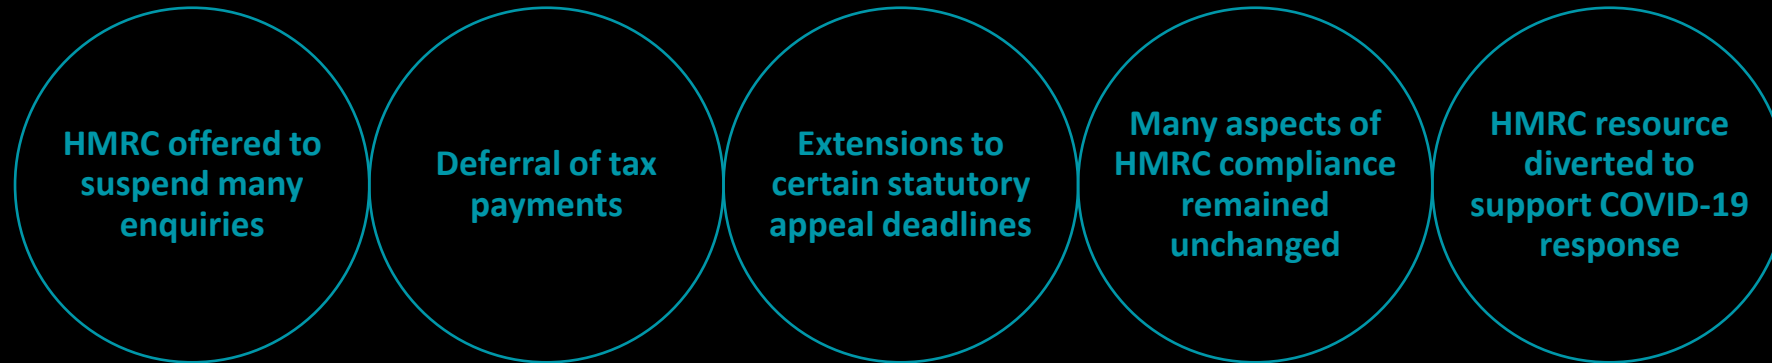 HMRC offered to
suspend many
enquiries
Deferral of tax
payments
Extensions to
certain statutory
appeal deadlines
Many aspects of
HMRC compliance
remained
unchanged
HMRC resource
diverted to
support COVID-19
response